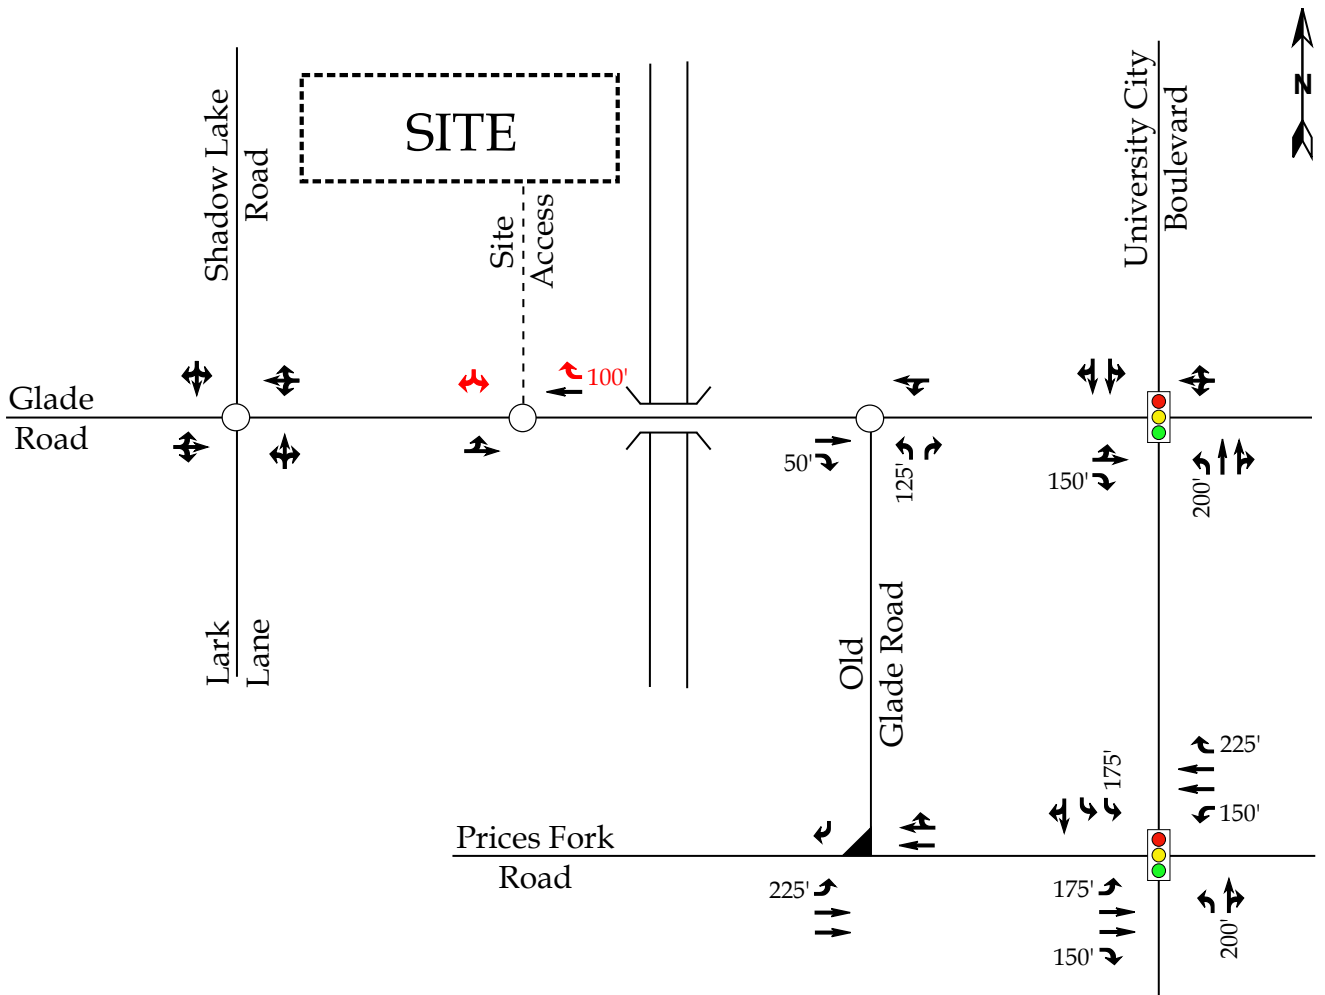 University City
Boulevard
N
Shadow Lake
Road
SITE
Site
Access
Glade
Road
100'
50'
125'
150'
200'
Lark
Lane
Old
Glade Road
175'
225'
150'
Prices Fork
Road
225'
175'
150'
200'